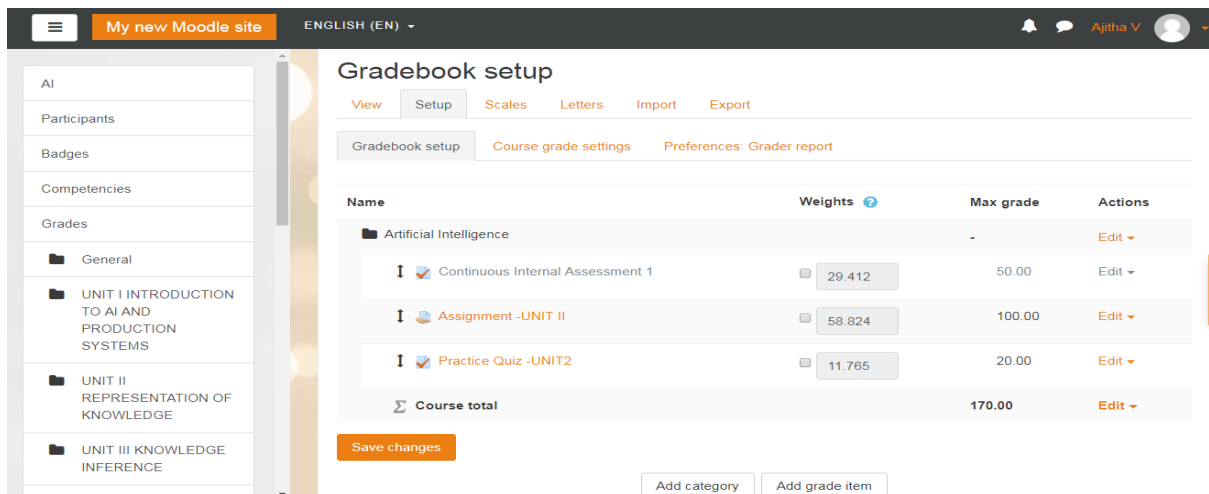 My new Moodle site ENGLISH (EN) Ajitha V
AI
Participants
Badges
Competencies
Grades
General
UNIT I INTRODUCTION
TO AI AND
PRODUCTION
SYSTEMS
UNIT II
REPRESENTATION OF
KNOWLEDGE
UNIT III KNOWLEDGE
INFERENCE
Gradebook setup
View Setup Scales Letters Import Export
Gradebook setup Course grade settings Preferences: Grader report
Name Weights ? Max grade Actions
Artificial Intelligence - Edit
Continuous Internal Assessment 1 29.412 50.00 Edit
Assignment -UNIT II 58.824 100.00 Edit
Practice Quiz -UNIT2 11.765 20.00 Edit
Σ Course total 170.00 Edit
Save changes
Add category Add grade item